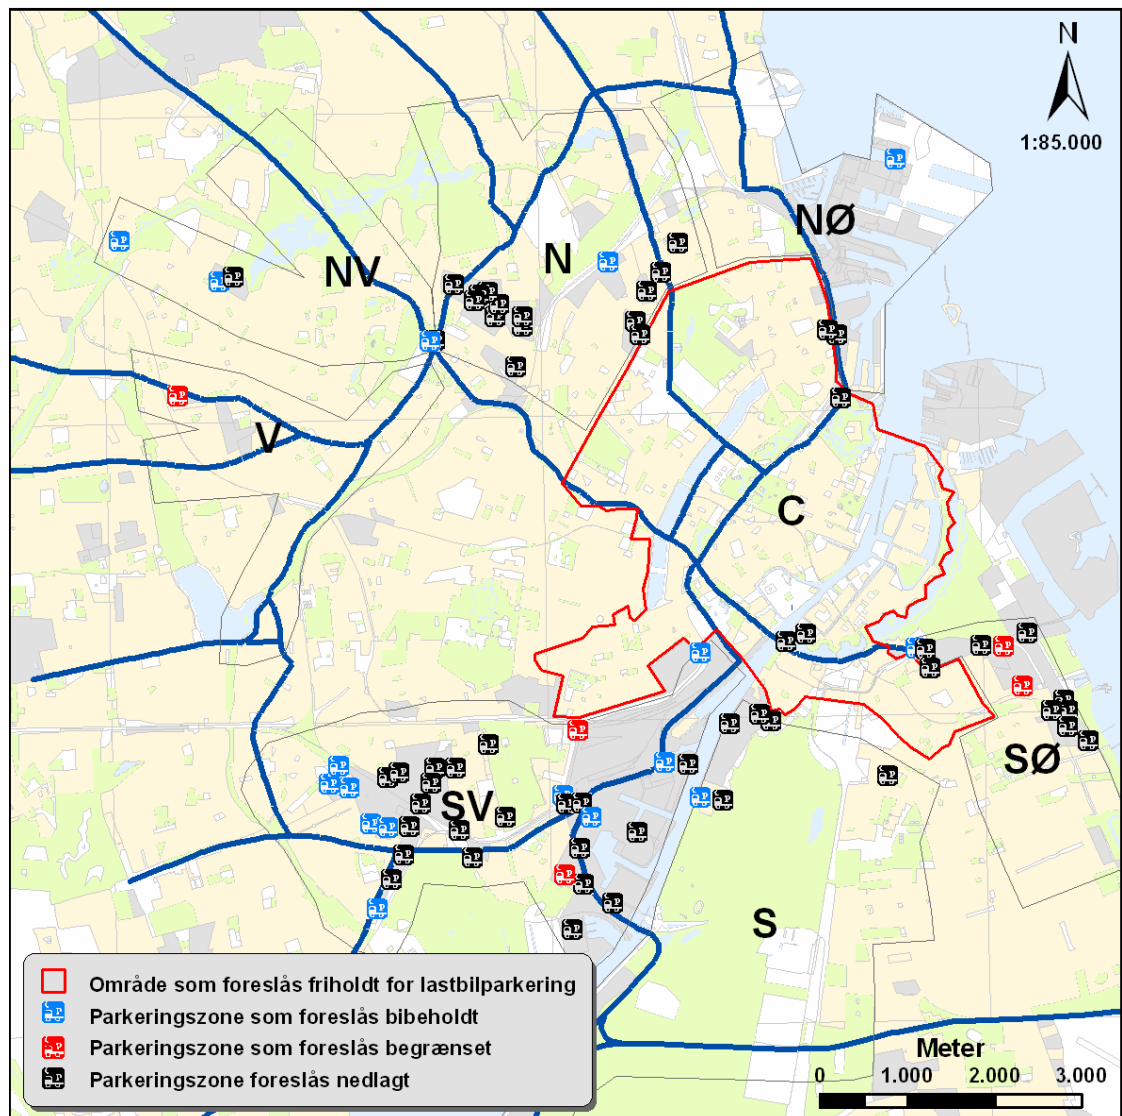 N
1:85.000
NØ
N
NV
V
C
SØ
SV
S
Område som foreslås friholdt for lastbilparkering
Parkeringszone som foreslås bibeholdt
Parkeringszone som foreslås begrænset
Parkeringszone foreslås nedlagt
Meter
0 1.000 2.000 3.000